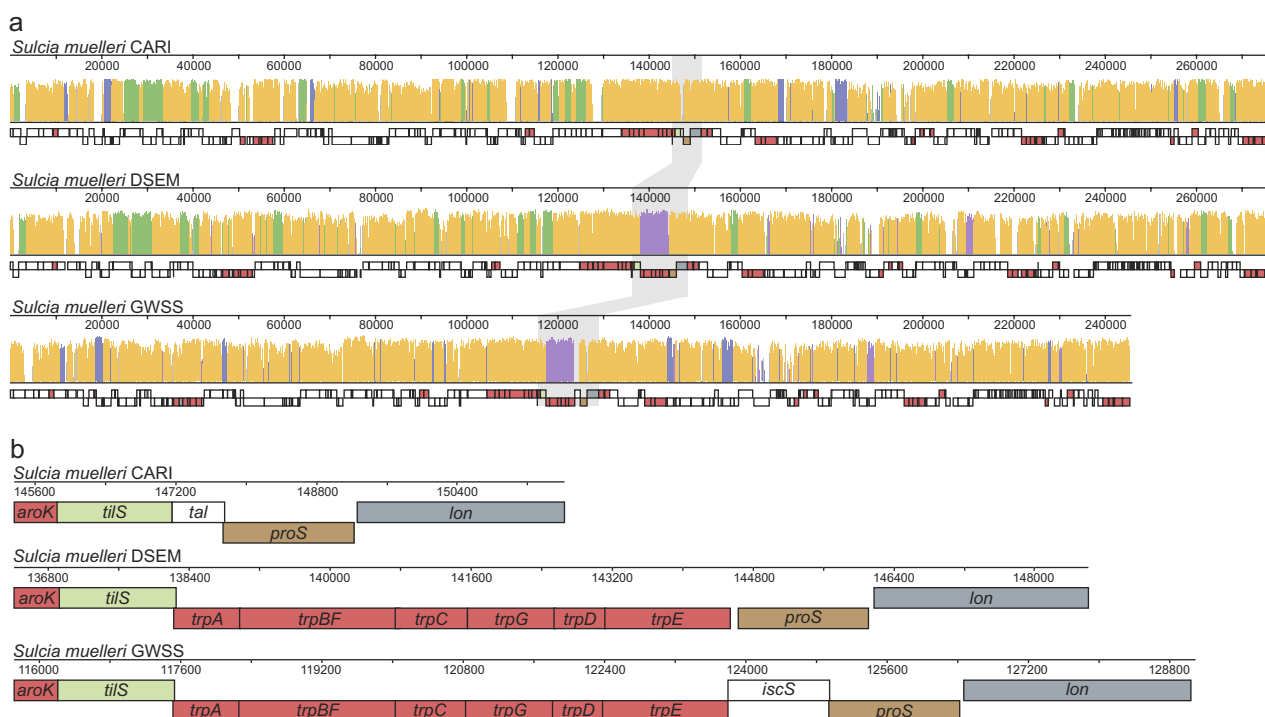 a
Sulcia muelleri CARI
20000 40000 60000 80000 100000 120000 140000 160000 180000 200000 220000 240000 260000
Sulcia muelleri DSEM
20000 40000 60000 80000 100000 120000 140000 160000 180000 200000 220000 240000 260000
Sulcia muelleri GWSS
20000 40000 60000 80000 100000 120000 140000 160000 180000 200000 220000 240000
b
Sulcia muelleri CARI
145600 147200 148800 150400
aroK tilS tal lon
proS
Sulcia muelleri DSEM
136800 138400 140000 141600 143200 144800 146400 148000
aroK tilS lon
trpA trpBF trpC trpG trpD trpE proS
Sulcia muelleri GWSS
116000 117600 119200 120800 122400 124000 125600 127200 128800
aroK tilS iscS lon
trpA trpBF trpC trpG trpD trpE proS